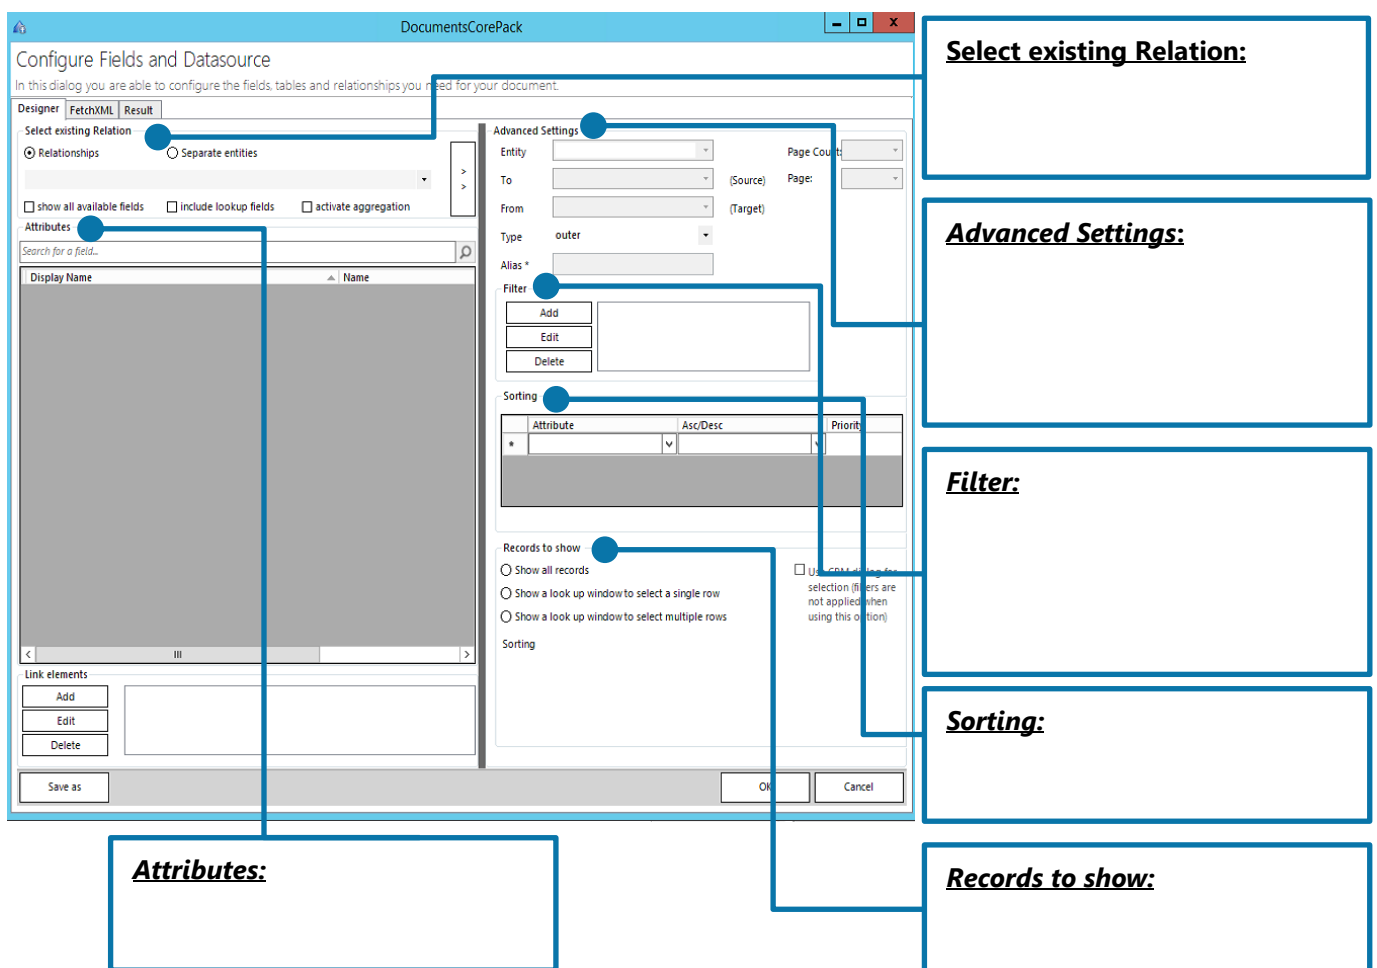 DocumentsCorePack
X
Configure Fields and Datasource
In this dialog you are able to configure the fields, tables and relationships you need for your document.
Designer FetchXML Result
Select existing Relation
Relationships Separate entities
>
>
show all available fields include lookup fields activate aggregation
Attributes
Search for a field...
Display Name Name
Link elements
Add
Edit
Delete
Save as
Advanced Settings
Entity Page Count:
To (Source) Page:
From (Target)
Type outer
Alias *
Filter
Add
Edit
Delete
Sorting
Attribute Asc/Desc Priority
*
Records to show
Show all records
Show a look up window to select a single row
Show a look up window to select multiple rows
Use CRM dialog for
selection (filters are
not applied when
using this option)
Sorting
OK Cancel
Select existing Relation:
Advanced Settings:
Filter:
Sorting:
Records to show:
Attributes: